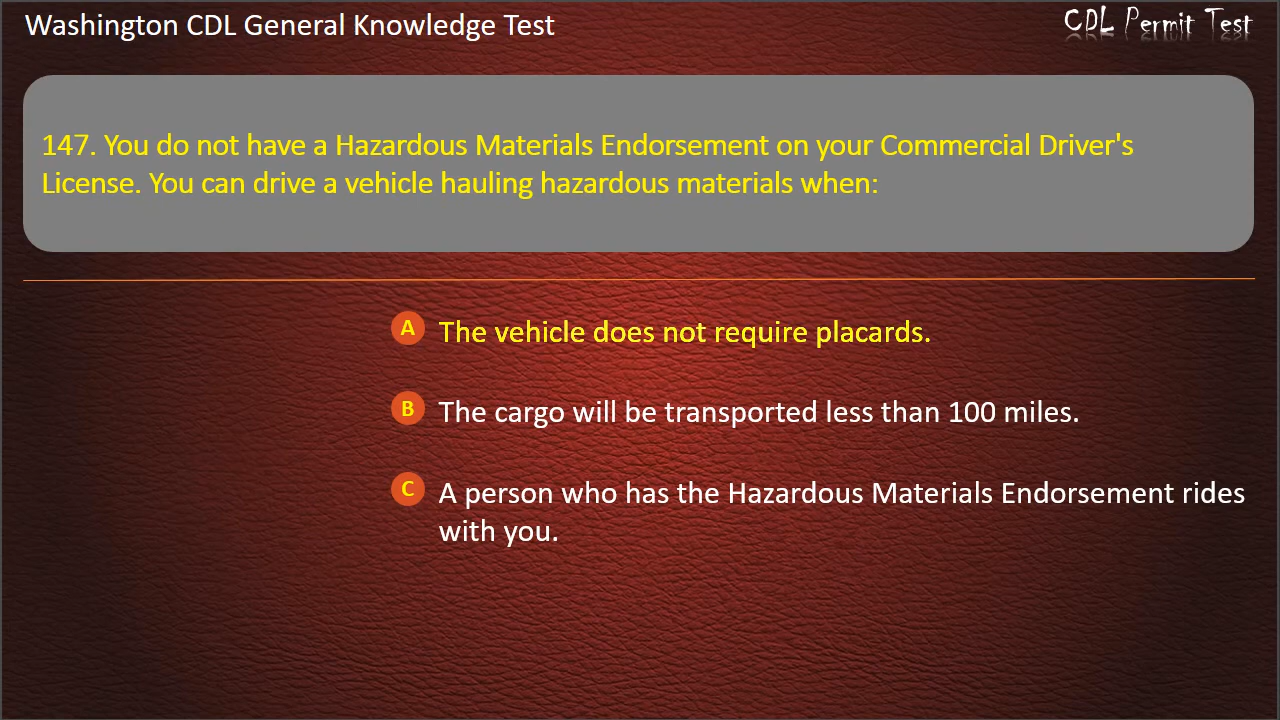 Washington CDL General Knowledge Test
CDL Permit Test
147. You do not have a Hazardous Materials Endorsement on your Commercial Driver's
License. You can drive a vehicle hauling hazardous materials when:
A The vehicle does not require placards.
B The cargo will be transported less than 100 miles.
C A person who has the Hazardous Materials Endorsement rides
with you.